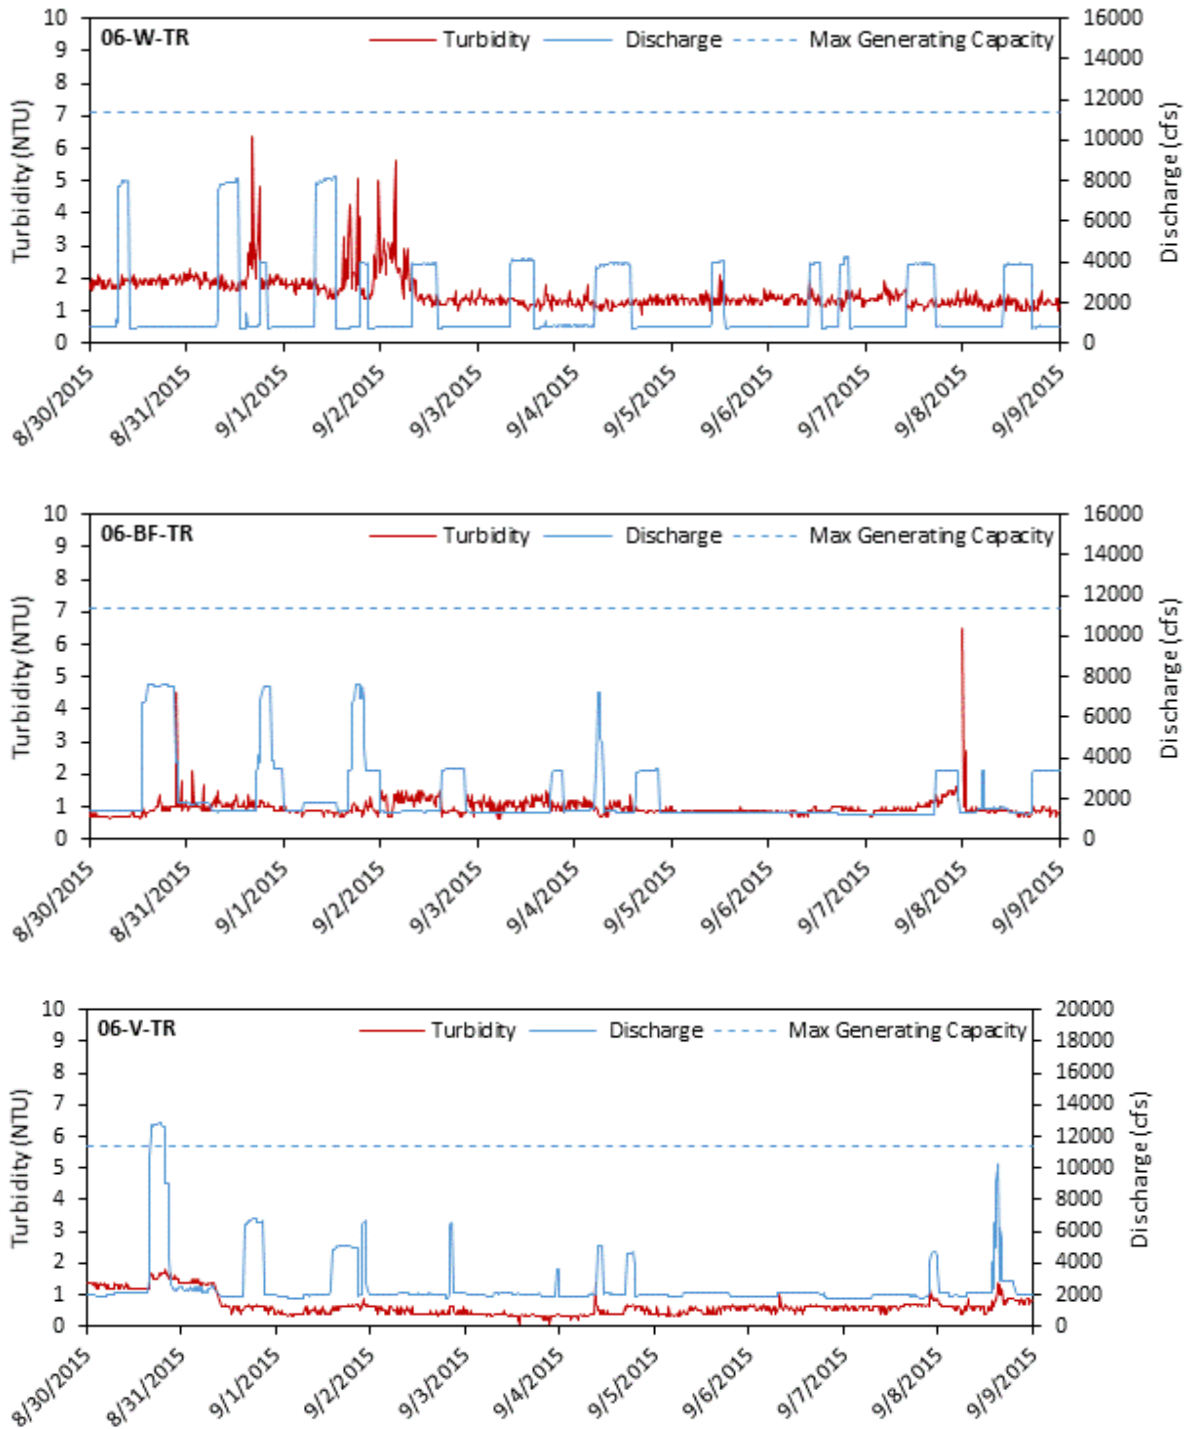 10 06-W-TR Turbidity Discharge Max Generating Capacity 16000
9 14000
8 12000
7 10000
6 8000
5 6000
4 4000
3 2000
2 0
1
0
Turbidity (NTU)
Discharge (cfs)
8/30/2015 8/31/2015 9/1/2015 9/2/2015 9/3/2015 9/4/2015 9/5/2015 9/6/2015 9/7/2015 9/8/2015 9/9/2015
10 06-BF-TR Turbidity Discharge Max Generating Capacity 16000
9 14000
8 12000
7 10000
6 8000
5 6000
4 4000
3 2000
2 0
1
0
Turbidity (NTU)
Discharge (cfs)
8/30/2015 8/31/2015 9/1/2015 9/2/2015 9/3/2015 9/4/2015 9/5/2015 9/6/2015 9/7/2015 9/8/2015 9/9/2015
10 06-V-TR Turbidity Discharge Max Generating Capacity 20000
9 18000
8 16000
7 14000
6 12000
5 10000
4 8000
3 6000
2 4000
1 2000
0 0
Turbidity (NTU)
Discharge (cfs)
8/30/2015 8/31/2015 9/1/2015 9/2/2015 9/3/2015 9/4/2015 9/5/2015 9/6/2015 9/7/2015 9/8/2015 9/9/2015